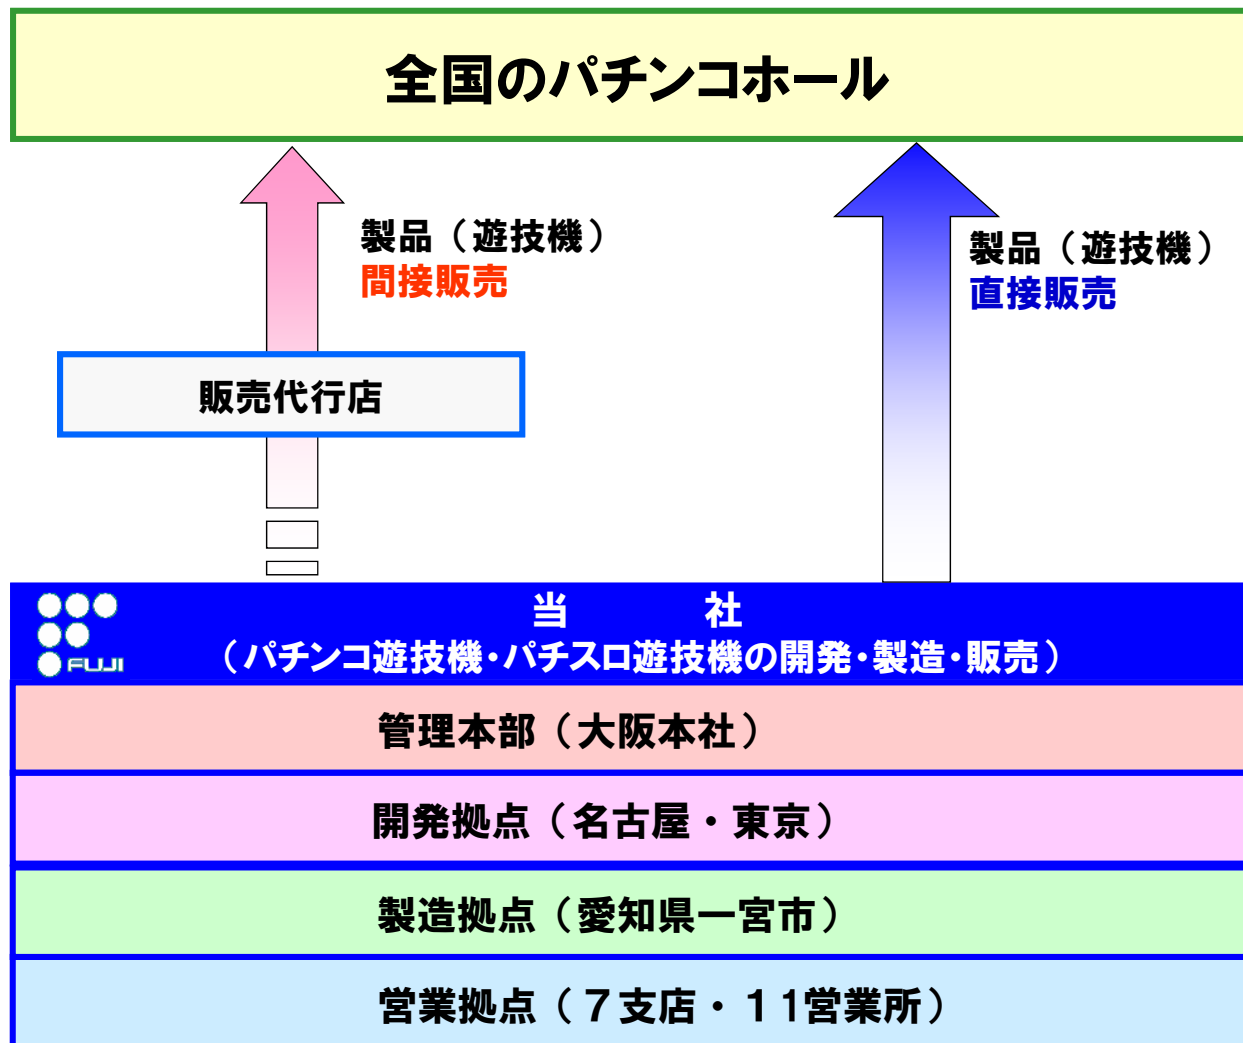 全国のパチンコホール
製品（遊技機）
間接販売
製品（遊技機）
直接販売
販売代行店
FUJI
当社
（パチンコ遊技機・パチスロ遊技機の開発・製造・販売）
管理本部（大阪本社）
開発拠点（名古屋・東京）
製造拠点（愛知県一宮市）
営業拠点（７支店・１１営業所）